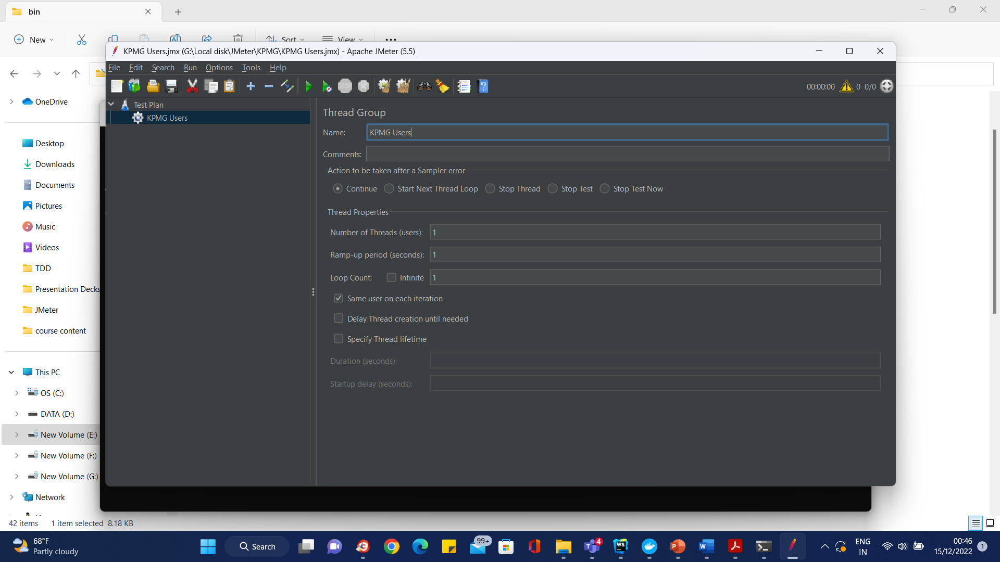 bin
New
Sort
View
KPMG Users.jmx (G:\Local disk\JMeter\KPMG\KPMG Users.jmx) - Apache JMeter (5.5)
File Edit Search Run Options Tools Help
STOP
00:00:00 0 0/0
OneDrive
Desktop
Downloads
Documents
Pictures
Music
Videos
TDD
Presentation Decks
JMeter
course content
This PC
OS (C:)
DATA (D:)
New Volume (E:)
New Volume (F:)
New Volume (G:)
Network
42 items 1 item selected 8.18 KB
Test Plan
KPMG Users
Thread Group
Name: KPMG Users
Comments:
Action to be taken after a Sampler error
Continue Start Next Thread Loop Stop Thread Stop Test Stop Test Now
Thread Properties
Number of Threads (users): 1
Ramp-up period (seconds): 1
Loop Count: Infinite 1
Same user on each iteration
Delay Thread creation until needed
Specify Thread lifetime
Duration (seconds):
Startup delay (seconds):
68°F
Partly cloudy
Search
99+
4
WS
ENG
IN
00:46
15/12/2022
1